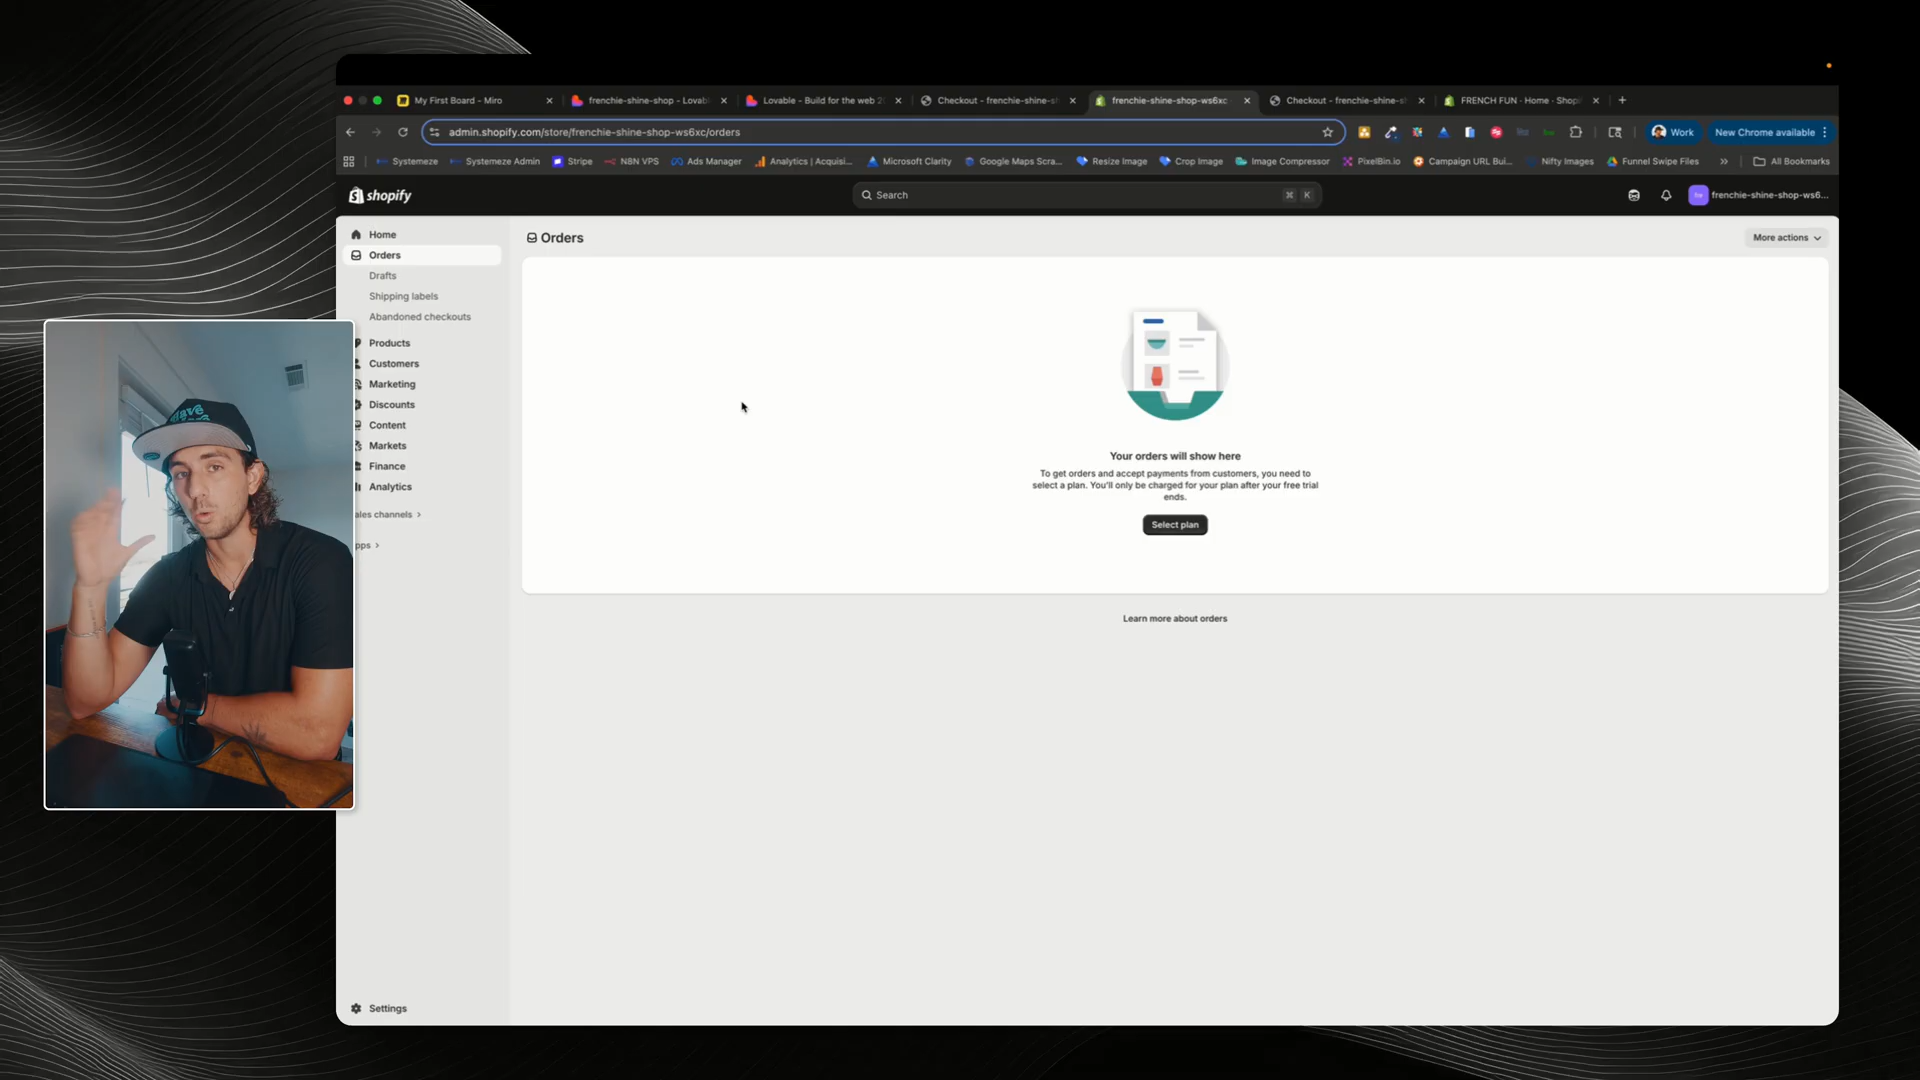 My First Board - Miro
frenchie-shine-shop - Lovab
Lovable - Build for the web 2
Checkout - frenchie-shine-s
frenchie-shine-shop-ws6xc
Checkout - frenchie-shine-s
FRENCH FUN · Home · Shopi
admin.shopify.com/store/frenchie-shine-shop-ws6xc/orders
Work
New Chrome available
Systemeze
Systemeze Admin
Stripe
N8N VPS
Ads Manager
Analytics | Acquisi...
Microsoft Clarity
Google Maps Scra...
Resize Image
Crop Image
Image Compressor
PixelBin.io
Campaign URL Bui...
Nifty Images
Funnel Swipe Files
»
All Bookmarks
shopify
Search
⌘ K
frenchie-shine-shop-ws6...
Home
Orders
Drafts
Shipping labels
Abandoned checkouts
Products
Customers
Marketing
Discounts
Content
Markets
Finance
Analytics
ales channels
pps
Settings
Orders
More actions
Your orders will show here
To get orders and accept payments from customers, you need to
select a plan. You'll only be charged for your plan after your free trial
ends.
Select plan
Learn more about orders